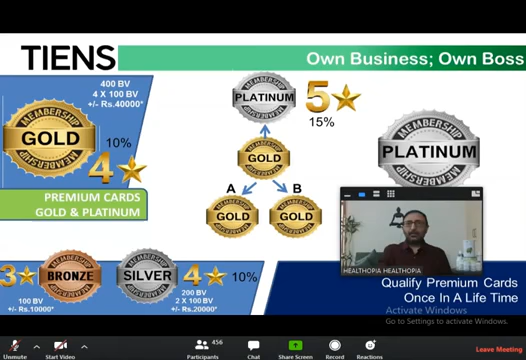 TIENS
Own Business; Own Boss
400 BV
4 X 100 BV
+/- Rs.40000*
MEMBERSHIP
GOLD
MEMBERSHIP
10%
4
PREMIUM CARDS
GOLD & PLATINUM
MEMBERSHIP
PLATINUM
MEMBERSHIP
5
15%
GOLD
A
B
GOLD
GOLD
MEMBERSHIP
PLATINUM
HEALTHOPIA HEALTHOPIA
3
BRONZE
100 BV
+/- Rs.10000*
SILVER
4
10%
200 BV
2 X 100 BV
+/- Rs.20000*
Qualify Premium Cards
Once In A Life Time
Activate Windows
Go to Settings to activate Windows.
Unmute
Start Video
456
Participants
Chat
Share Screen
Record
Reactions
Leave Meeting